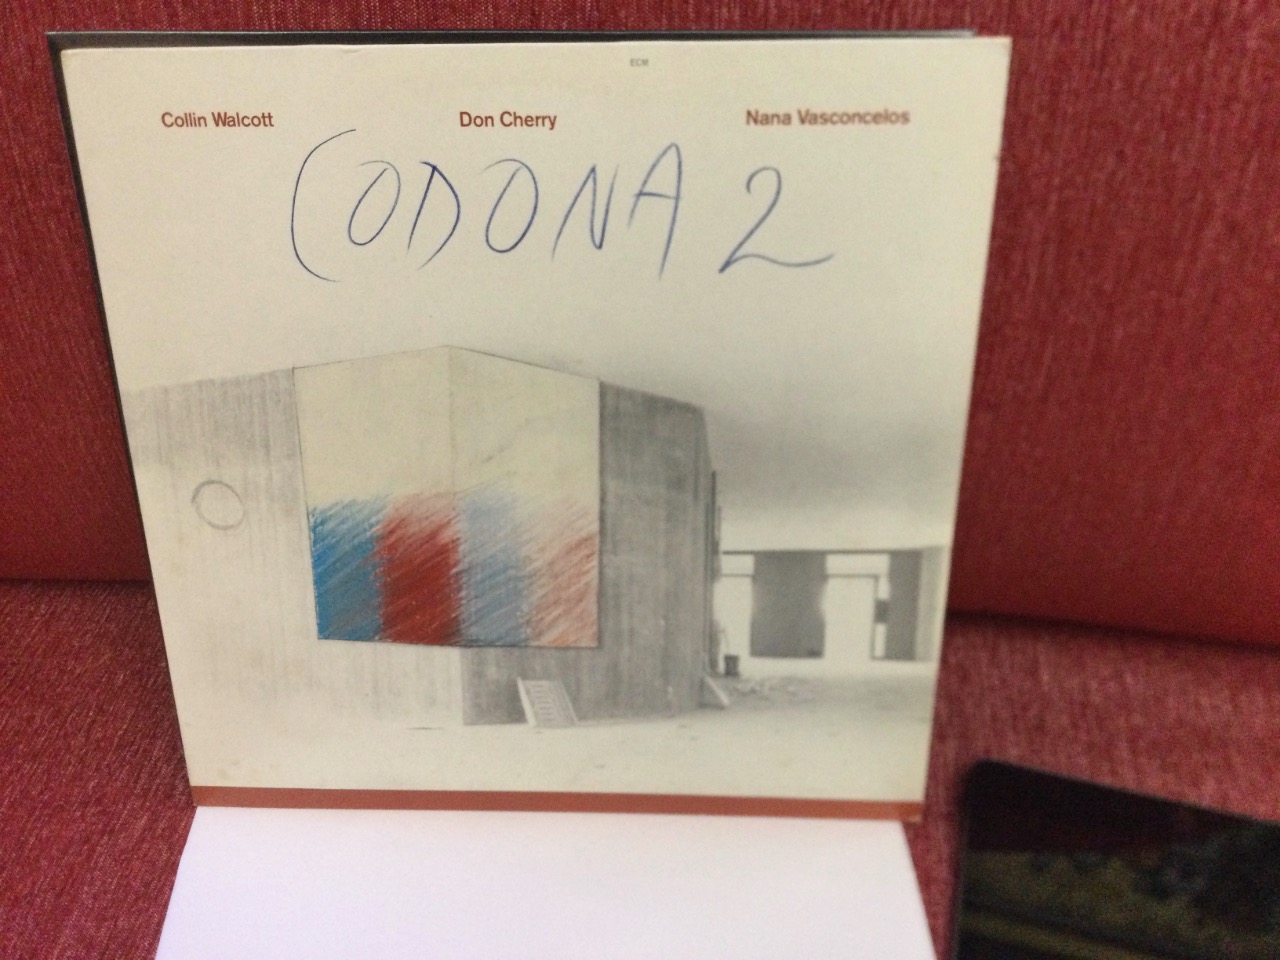 ECM
Collin Walcott Don Cherry Nana Vasconcelos
CODONA 2